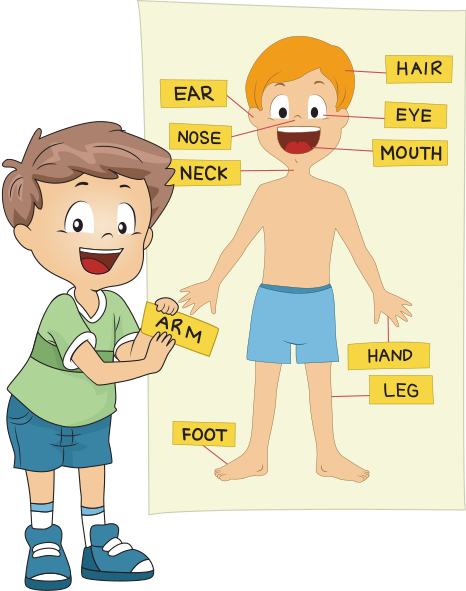 HAIR
EAR
EYE
NOSE
MOUTH
NECK
ARM
HAND
LEG
FOOT